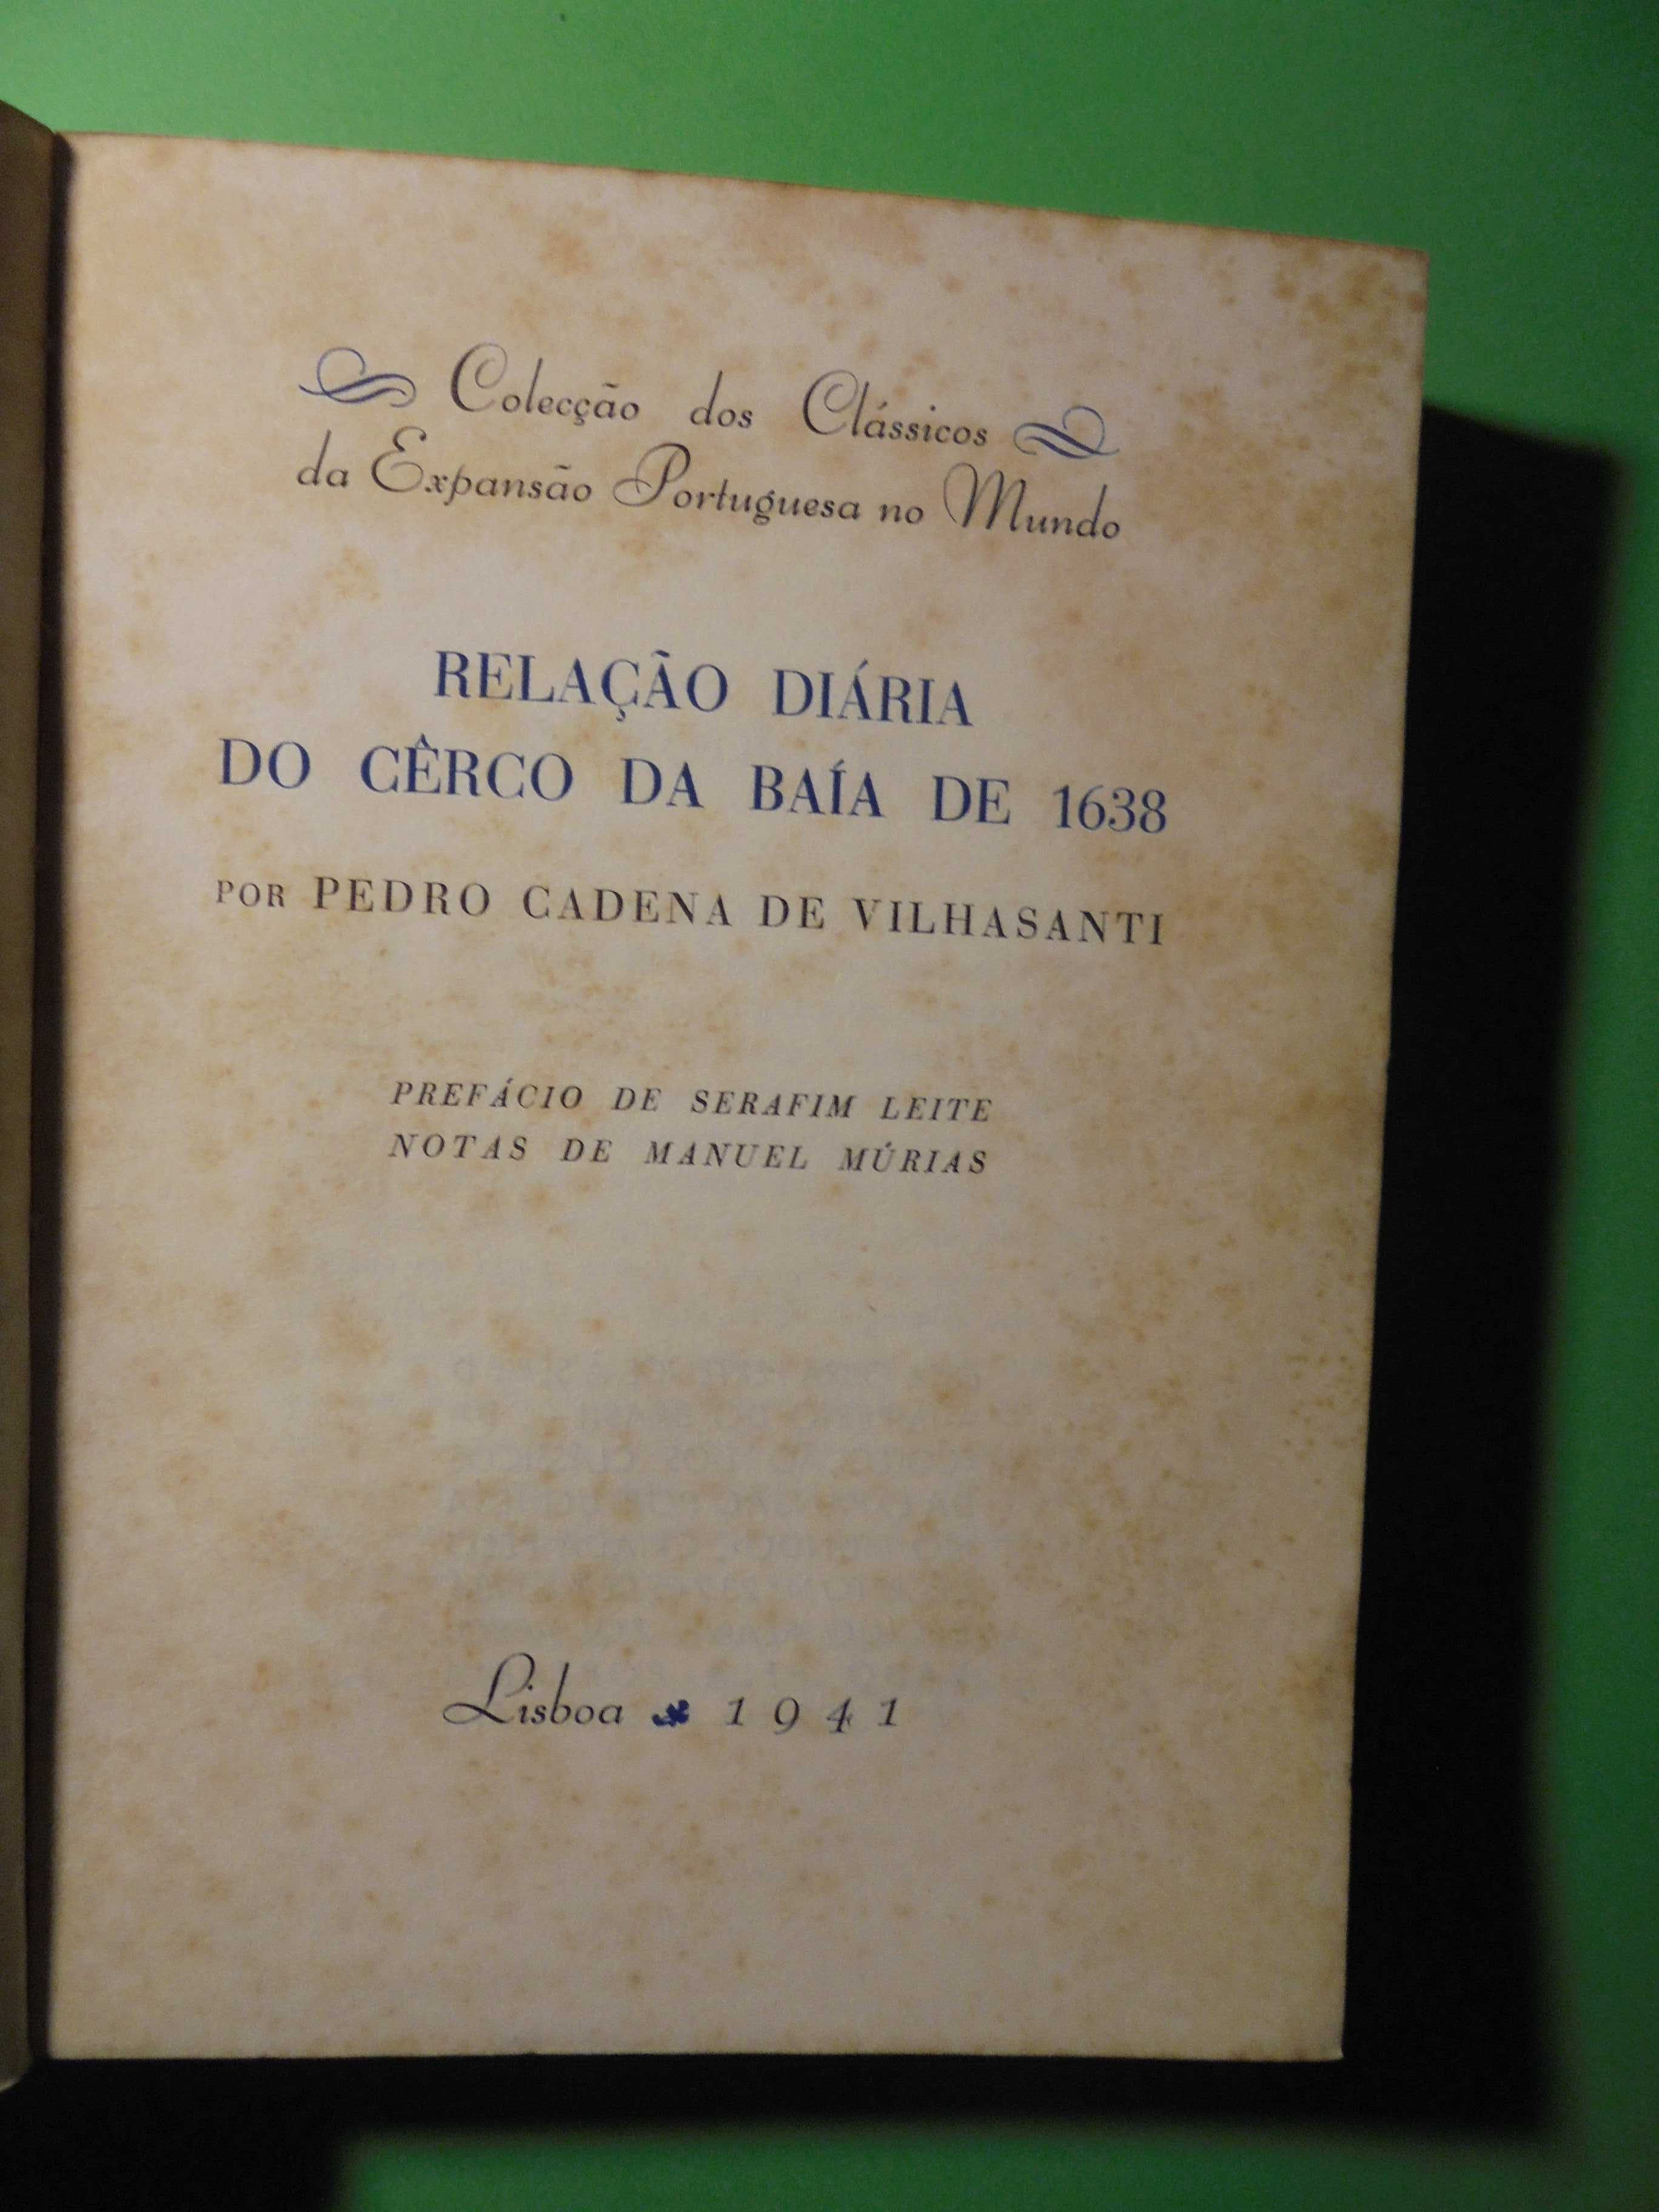 Colecção dos Clássicos
da Expansão Portuguesa no Mundo
RELAÇÃO DIÁRIA
DO CÊRCO DA BAÍA DE 1638
POR PEDRO CADENA DE VILHASANTI
PREFÁCIO DE SERAFIM LEITE
NOTAS DE MANUEL MÚRIAS
Lisboa 1941